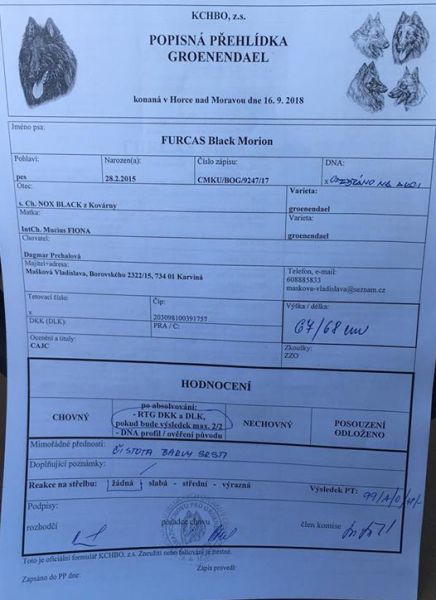 KCHBO, z.s.
POPISNÁ PŘEHLÍDKA
GROENENDAEL
konaná v Horce nad Moravou dne 16. 9. 2018
Jméno psa:
FURCAS Black Morion
Pohlaví: Narozen(a): Číslo zápisu: DNA:
pes 28.2.2015 CMKU/BOG/9247/17 x ODESLÁNO NA
Otec: Varieta:
s. Ch. NOX BLACK z Kovárny groenendael
Matka: Varieta:
IntCh. Murius FIONA groenendael
Chovatel:
Dagmar Prchalová
Majitel+adresa: Telefon, e-mail:
Mašková Vladislava, Borovského 2322/15, 734 01 Karviná 608885833
maskova-vladislava@seznam.cz
Tetovací číslo: Čip: Výška / délka:
x 203098100391757 67/68 cm
DKK (DLK): PRA / C:
Ocenění a tituly: Zkoušky:
CAJC ZZO
HODNOCENÍ
CHOVNÝ po absolvování: NECHOVNÝ POSOUZENÍ ODLOŽENO
- RTG DKK a DLK,
pokud bude výsledek max. 2/2
- DNA profil / ověření původu
Mimořádné přednosti: ČISTOTA BARVY SRSTI
Doplňující poznámky: /
Reakce na střelbu: žádná slabá - střední - výrazná Výsledek PT:
Podpisy:
rozhodčí poradce chovu člen komise
Toto je oficiální formulář KCHBO, z.s. Zneužití nebo falšování je trestné.
Zapsáno do PP dne: Zápis provedl: